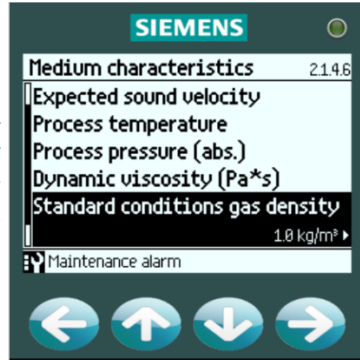 SIEMENS
Medium characteristics 2.1.4.6
Expected sound velocity
Process temperature
Process pressure (abs.)
Dynamic viscosity (Pa*s)
Standard conditions gas density
1.0 kg/m³
Maintenance alarm